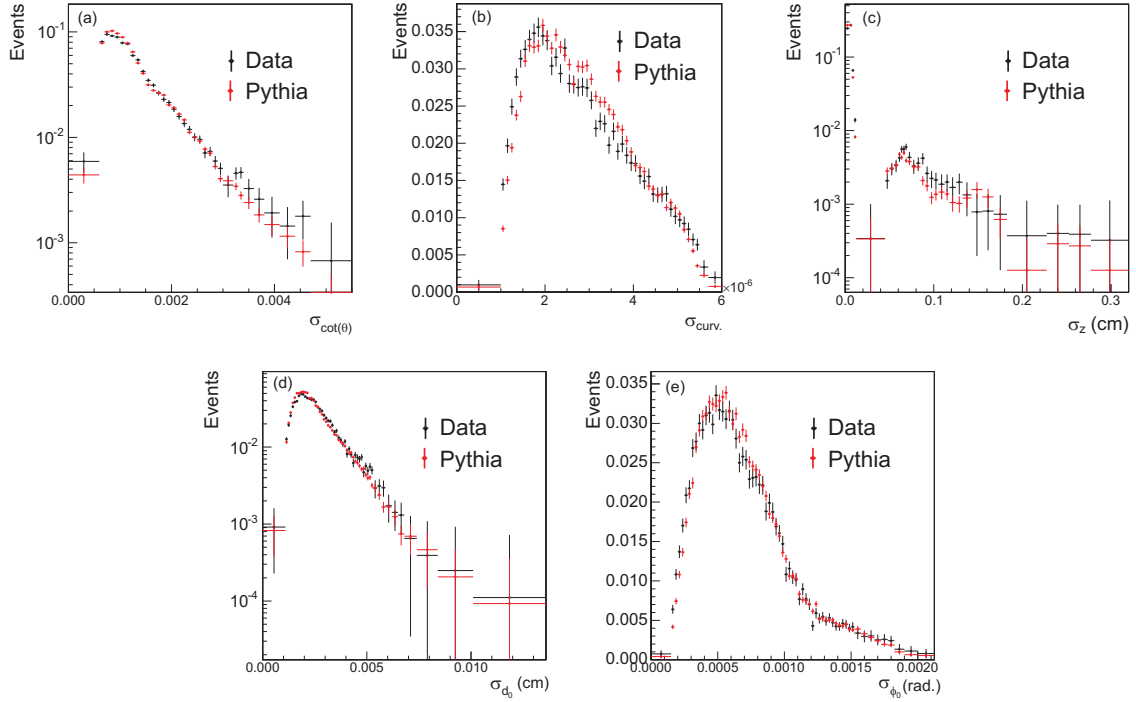 (a)
Events
10⁻¹
10⁻²
10⁻³
Data
Pythia
0.000 0.002 0.004
σcot(θ)
(b)
Events
0.035
0.030
0.025
0.020
0.015
0.010
0.005
0.000
Data
Pythia
0 2 4 6
×10⁻⁶
σcurv.
(c)
Events
10⁻¹
10⁻²
10⁻³
10⁻⁴
Data
Pythia
0.0 0.1 0.2 0.3
σz (cm)
(d)
Events
10⁻²
10⁻³
10⁻⁴
Data
Pythia
0.000 0.005 0.010
σd₀ (cm)
(e)
Events
0.035
0.030
0.025
0.020
0.015
0.010
0.005
0.000
Data
Pythia
0.0000 0.0005 0.0010 0.0015 0.0020
σϕ₀ (rad.)